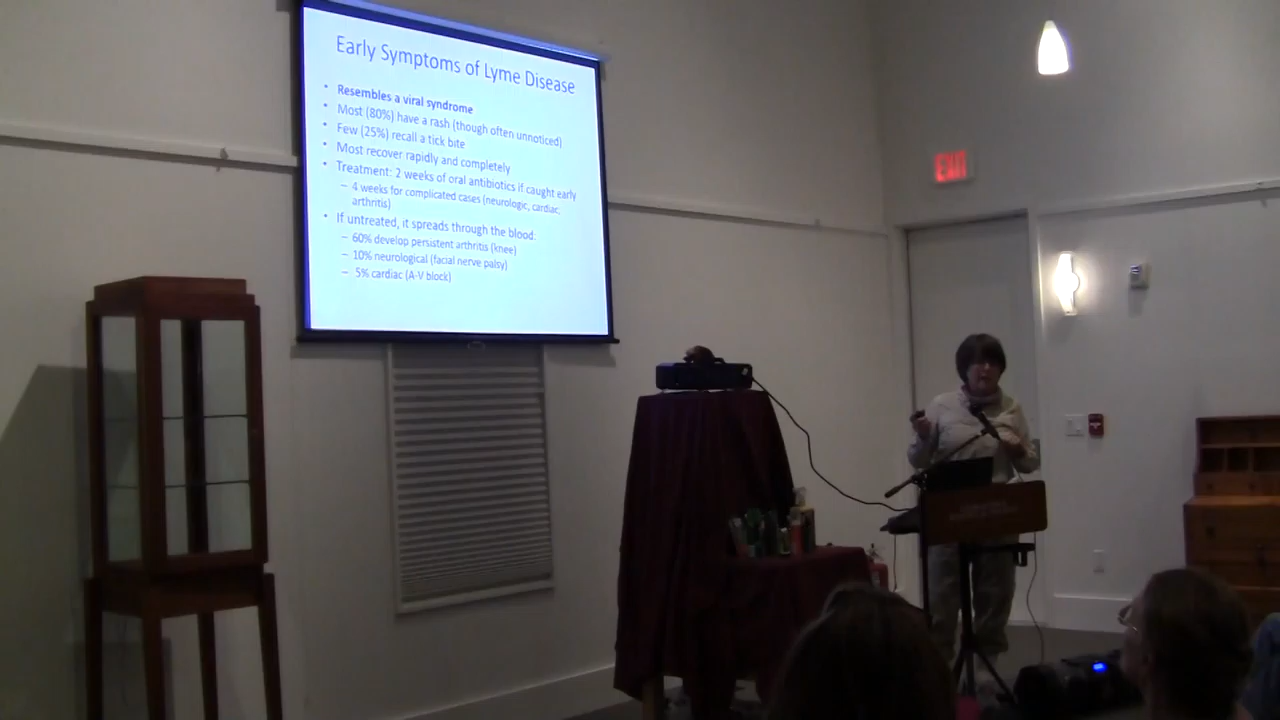 Early Symptoms of Lyme Disease
• Resembles a viral syndrome
• Most (80%) have a rash (though often unnoticed)
• Few (25%) recall a tick bite
• Most recover rapidly and completely
• Treatment: 2 weeks of oral antibiotics if caught early
– 4 weeks for complicated cases (neurologic, cardiac,
arthritis)
• If untreated, it spreads through the blood:
– 60% develop persistent arthritis (knee)
– 10% neurological (facial nerve palsy)
– 5% cardiac (A-V block)
EXIT